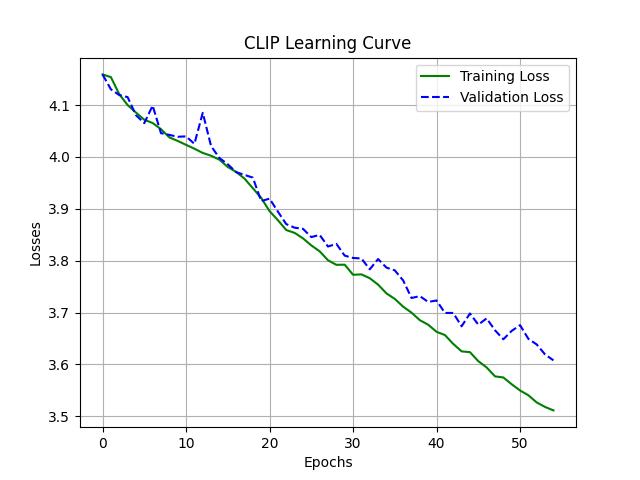 CLIP Learning Curve
Training Loss
Validation Loss
Losses
4.1
4.0
3.9
3.8
3.7
3.6
3.5
0 10 20 30 40 50
Epochs